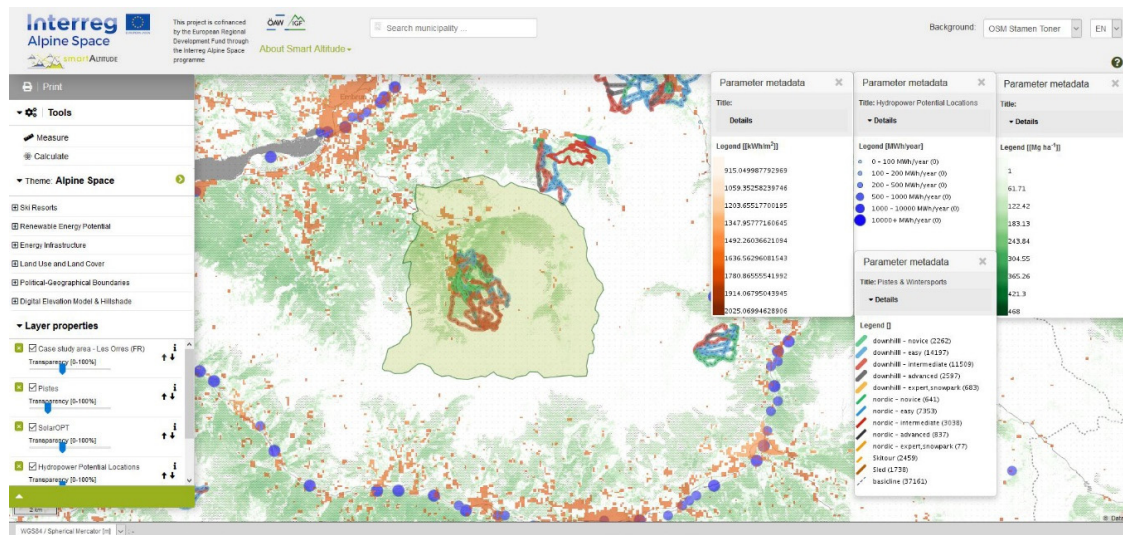 Interreg
Alpine Space
smartALTITUDE
This project is cofinanced
by the European Regional
Development Fund through
the Interreg Alpine Space
programme.
ÖAW IGF
About Smart Altitude
Search municipality ...
Background: OSM Stamen Toner EN
Print
Tools
Measure
Calculate
Theme: Alpine Space
Ski Resorts
Renewable Energy Potential
Energy Infrastructure
Land Use and Land Cover
Political-Geographical Boundaries
Digital Elevation Model & Hillshade
Layer properties
Case study area - Les Orres (FR)
Transparency [0-100%]
Pistes
Transparency [0-100%]
SolarOPT
Transparency [0-100%]
Hydropower Potential Locations
Transparency [0-100%]
2 km
WGS84 / Spherical Mercator [m]
Parameter metadata
Title:
Details
Legend [[kWh/m²]]
915.049987792969
1059.35258239746
1203.65517700195
1347.95777160645
1492.26036621094
1636.56296081543
1780.86555541992
1914.06795043945
2025.06994628906
Parameter metadata
Title: Hydropower Potential Locations
Details
Legend [MWh/year]
0 - 100 MWh/year (0)
100 - 200 MWh/year (0)
200 - 500 MWh/year (0)
500 - 1000 MWh/year (0)
1000 - 10000 MWh/year (0)
10000+ MWh/year (0)
Parameter metadata
Title:
Details
Legend [[Mg ha⁻¹]]
1
61.71
122.42
183.13
243.84
304.55
365.26
421.3
468
Parameter metadata
Title: Pistes & Wintersports
Details
Legend []
downhill - novice (2262)
downhill - easy (14197)
downhill - intermediate (11509)
downhill - advanced (2597)
downhill - expert,snowpark (683)
nordic - novice (641)
nordic - easy (7353)
nordic - intermediate (3038)
nordic - advanced (837)
nordic - expert,snowpark (77)
Skitour (2459)
Sled (1738)
basicline (37161)
© Data